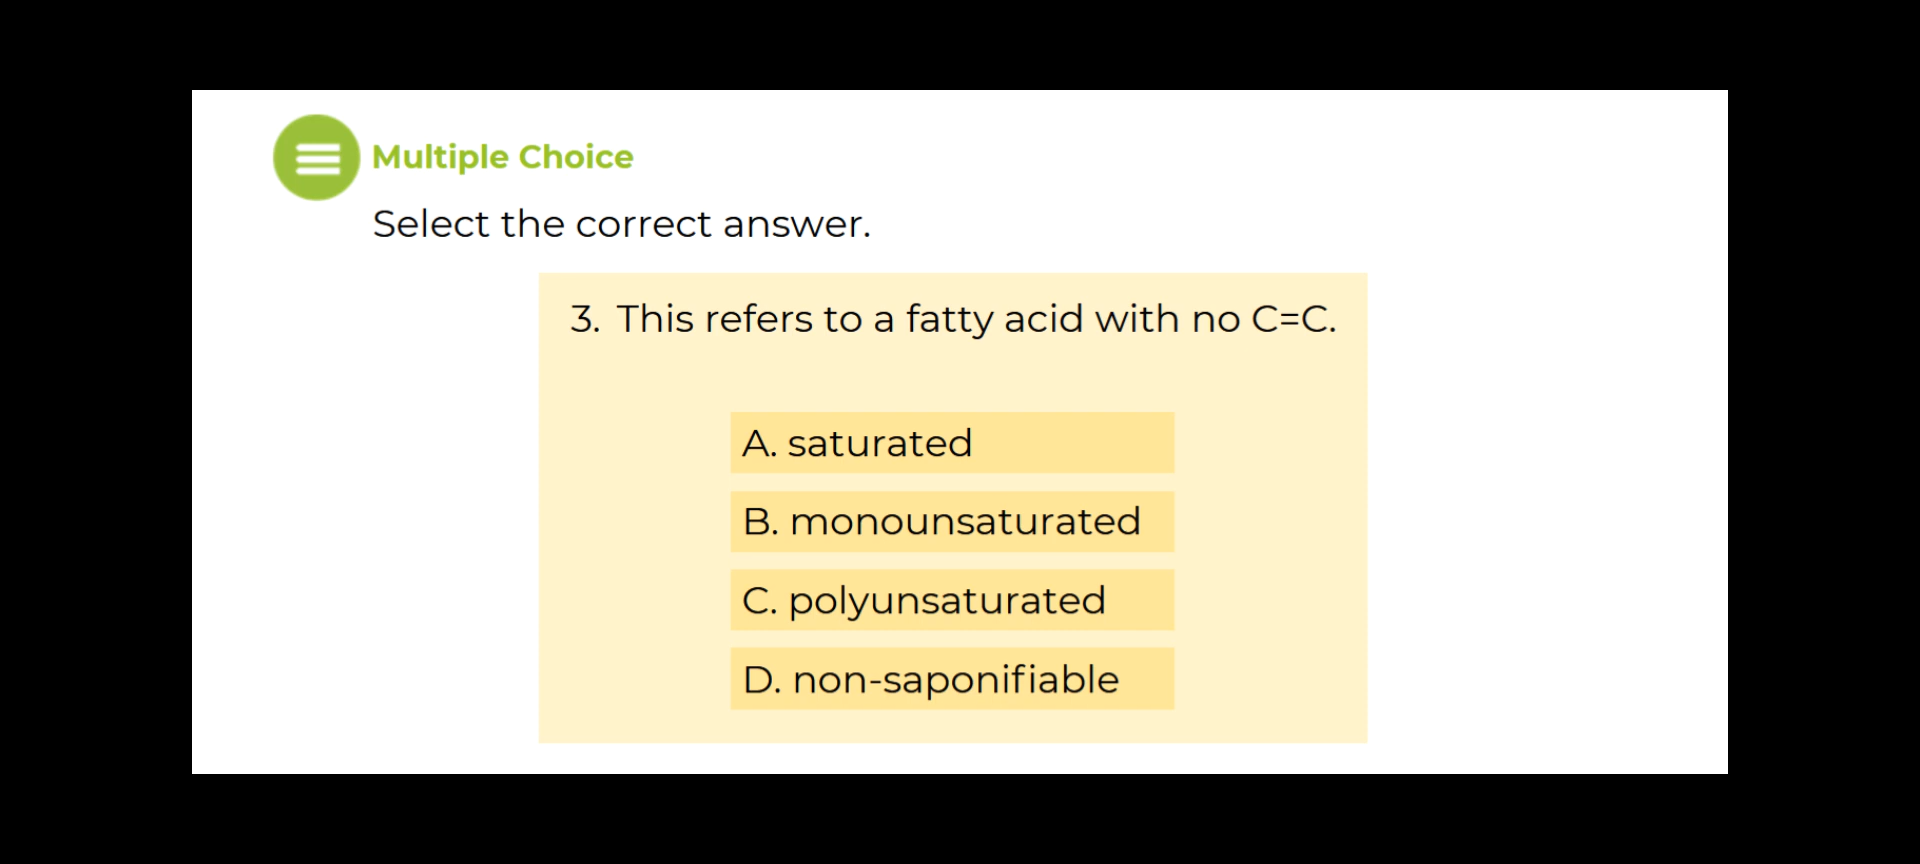 Multiple Choice
Select the correct answer.
3. This refers to a fatty acid with no C=C.
A. saturated
B. monounsaturated
C. polyunsaturated
D. non-saponifiable